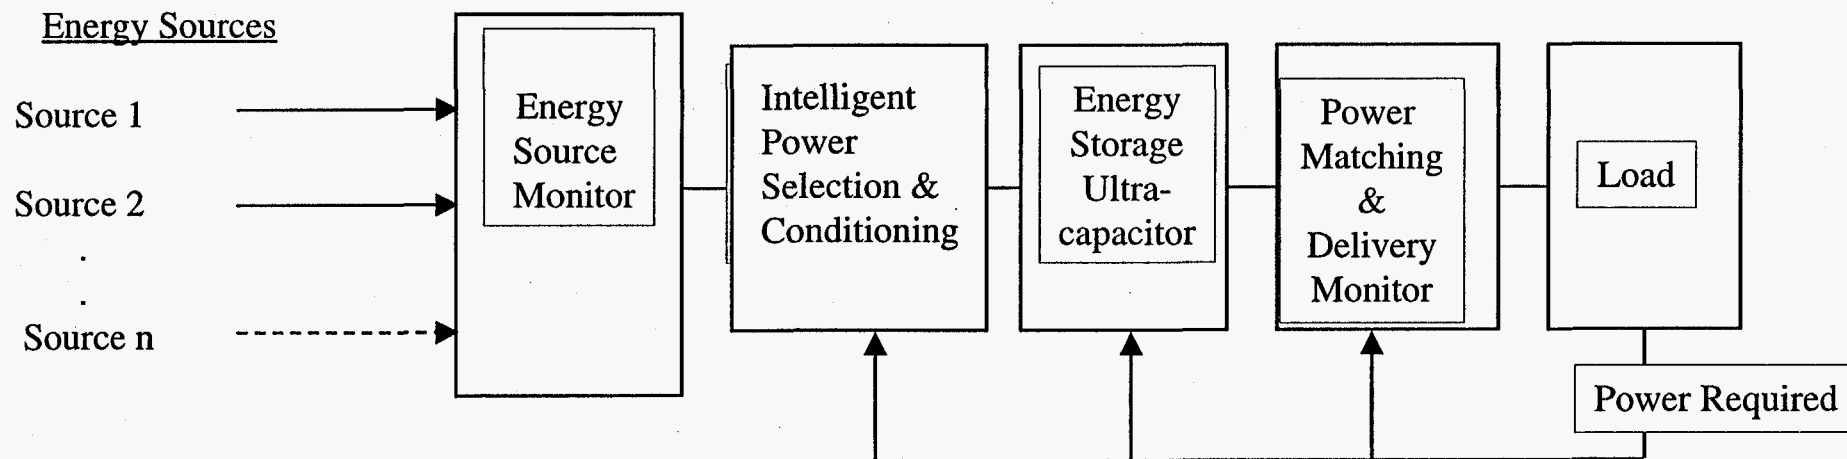 Energy Sources
Source 1
Source 2
.
.
Source n
Energy
Source
Monitor
Intelligent
Power
Selection &
Conditioning
Energy
Storage
Ultra-
capacitor
Power
Matching
&
Delivery
Monitor
Load
Power Required